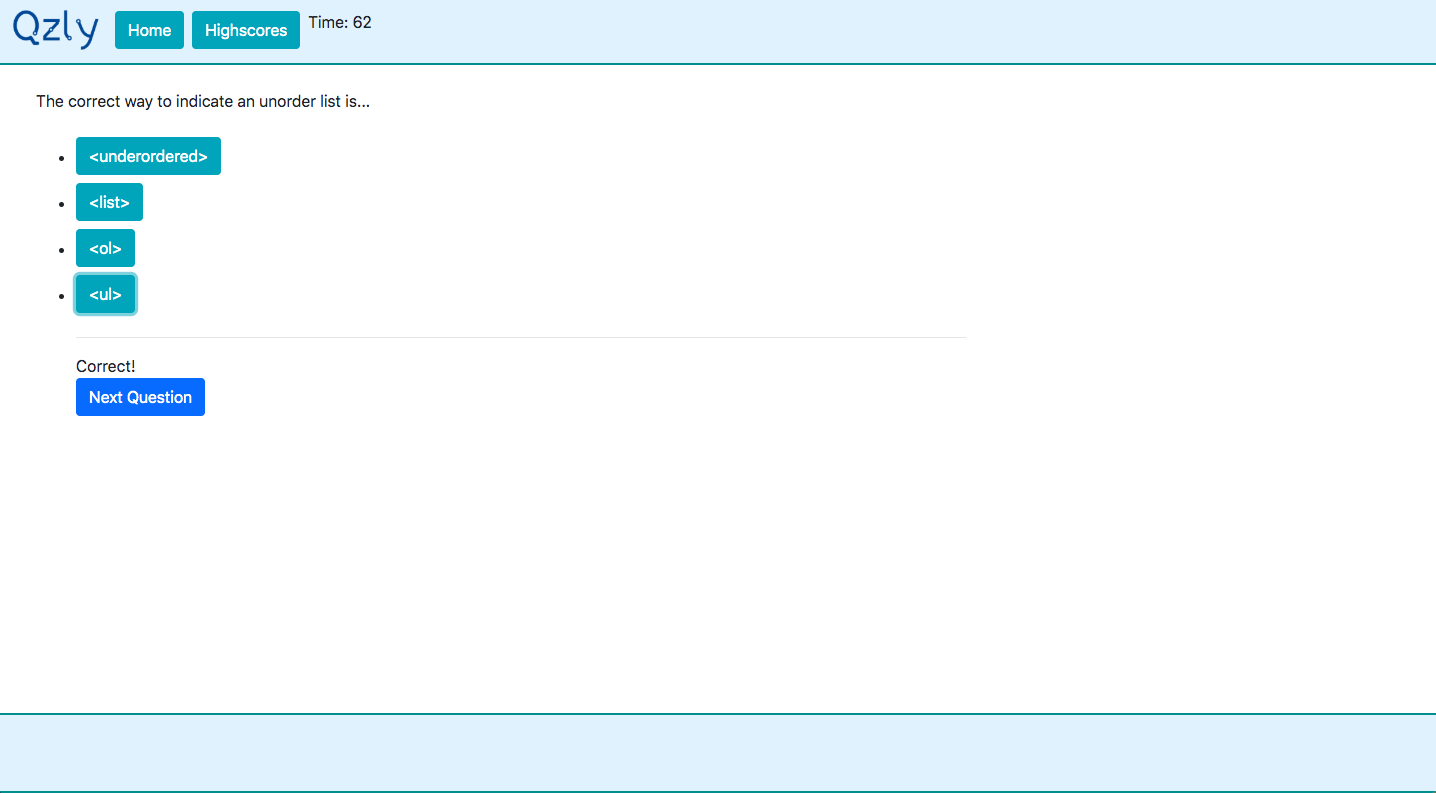 Qzly Home Highscores Time: 62
The correct way to indicate an unorder list is...
<underordered>
<list>
<ol>
<ul>
Correct!
Next Question